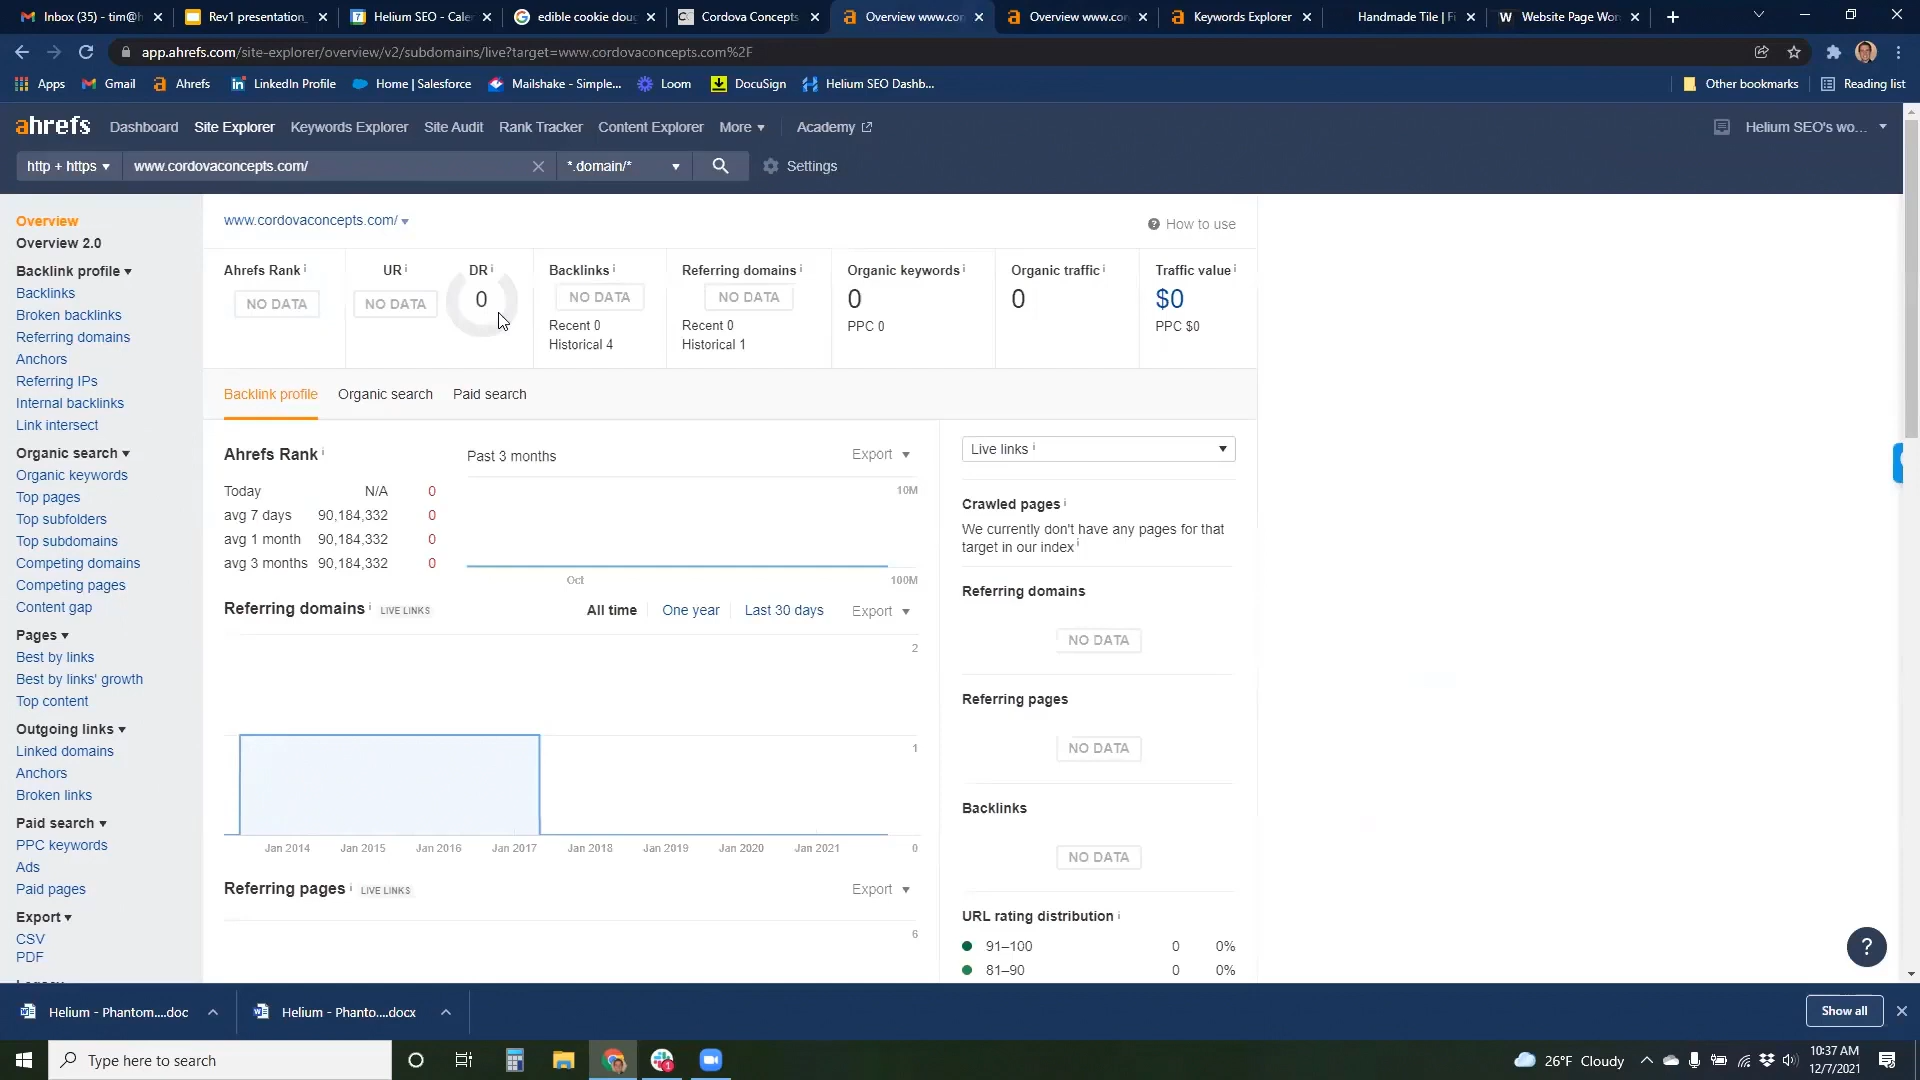 Inbox (35) - tim@h
Rev1 presentation_
Helium SEO - Caler
edible cookie doug
Cordova Concepts
Overview www.cor
Overview www.cor
Keywords Explorer
Handmade Tile | Fi
Website Page Wor
app.ahrefs.com/site-explorer/overview/v2/subdomains/live?target=www.cordovaconcepts.com%2F
Apps
Gmail
Ahrefs
LinkedIn Profile
Home | Salesforce
Mailshake - Simple...
Loom
DocuSign
Helium SEO Dashb...
Other bookmarks
Reading list
ahrefs
Dashboard
Site Explorer
Keywords Explorer
Site Audit
Rank Tracker
Content Explorer
More
Academy
Helium SEO's wo...
http + https
www.cordovaconcepts.com/
*.domain/*
Settings
Overview
Overview 2.0
Backlink profile
Backlinks
Broken backlinks
Referring domains
Anchors
Referring IPs
Internal backlinks
Link intersect
Organic search
Organic keywords
Top pages
Top subfolders
Top subdomains
Competing domains
Competing pages
Content gap
Pages
Best by links
Best by links' growth
Top content
Outgoing links
Linked domains
Anchors
Broken links
Paid search
PPC keywords
Ads
Paid pages
Export
CSV
PDF
www.cordovaconcepts.com/
? How to use
Ahrefs Rank i
NO DATA
UR i
NO DATA
DR i
0
Backlinks i
NO DATA
Recent 0
Historical 4
Referring domains i
NO DATA
Recent 0
Historical 1
Organic keywords i
0
PPC 0
Organic traffic i
0
Traffic value i
$0
PPC $0
Backlink profile
Organic search
Paid search
Ahrefs Rank i
Past 3 months
Export
Today N/A 0
avg 7 days 90,184,332 0
avg 1 month 90,184,332 0
avg 3 months 90,184,332 0
10M
Oct
100M
Referring domains i LIVE LINKS
All time
One year
Last 30 days
Export
2
1
0
Jan 2014
Jan 2015
Jan 2016
Jan 2017
Jan 2018
Jan 2019
Jan 2020
Jan 2021
Referring pages i LIVE LINKS
Export
6
Live links i
Crawled pages i
We currently don't have any pages for that
target in our index i
Referring domains
NO DATA
Referring pages
NO DATA
Backlinks
NO DATA
URL rating distribution i
91–100 0 0%
81–90 0 0%
?
Helium - Phantom....doc
Helium - Phanto....docx
Show all
Type here to search
26°F Cloudy
10:37 AM
12/7/2021